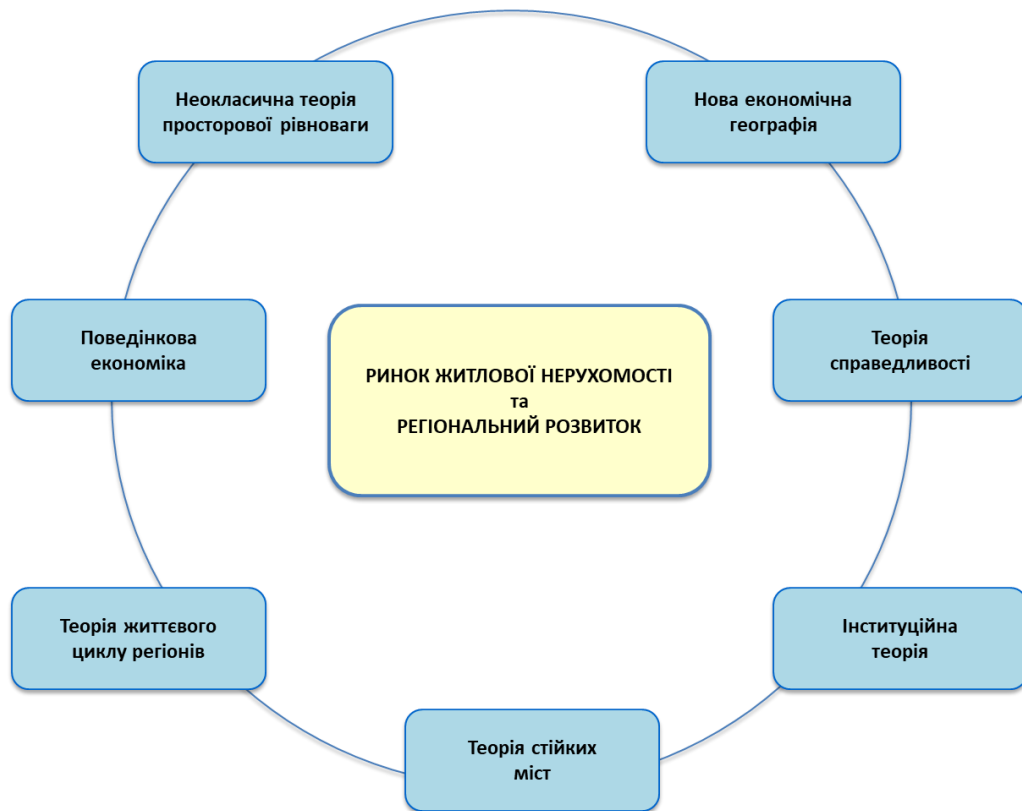 Неокласична теорія
просторової рівноваги
Нова економічна
географія
Поведінкова
економіка
РИНОК ЖИТЛОВОЇ НЕРУХОМОСТІ
та
РЕГІОНАЛЬНИЙ РОЗВИТОК
Теорія
справедливості
Теорія життєвого
циклу регіонів
Інституційна
теорія
Теорія стійких
міст